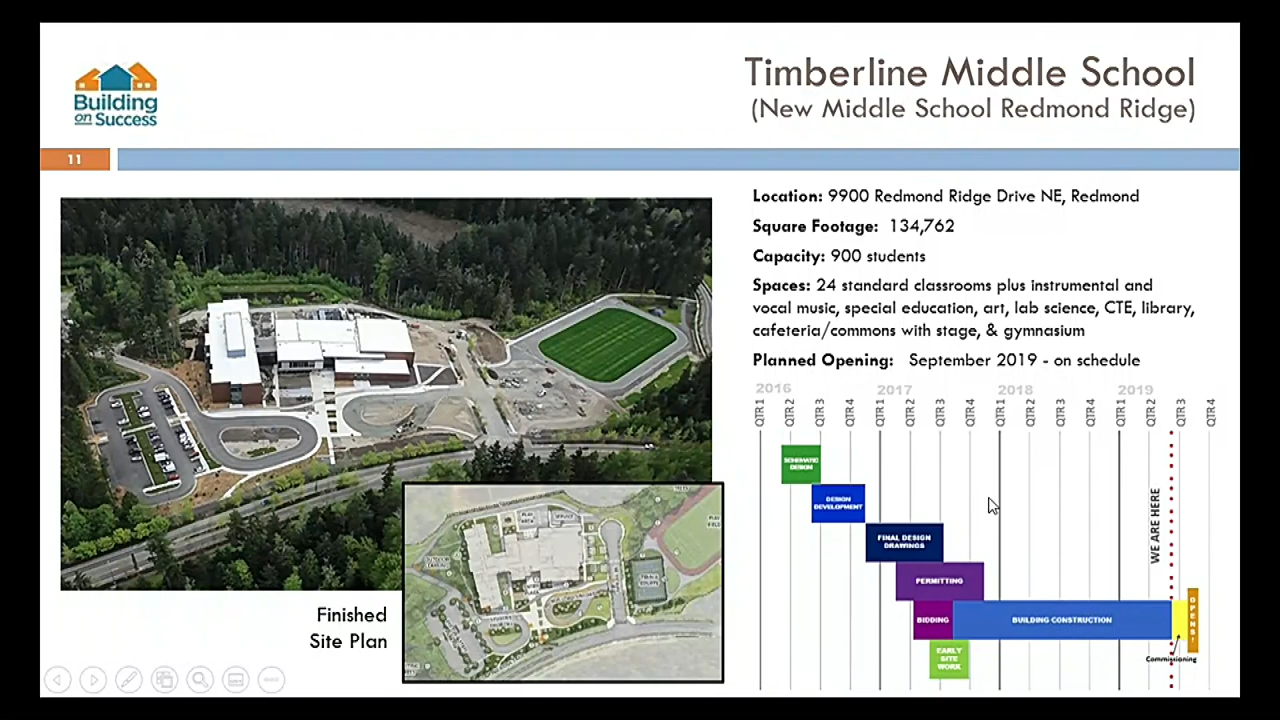 Building
on Success
Timberline Middle School
(New Middle School Redmond Ridge)
11
Location: 9900 Redmond Ridge Drive NE, Redmond
Square Footage: 134,762
Capacity: 900 students
Spaces: 24 standard classrooms plus instrumental and
vocal music, special education, art, lab science, CTE, library,
cafeteria/commons with stage, & gymnasium
Planned Opening: September 2019 - on schedule
2016 2017 2018 2019
QTR 1 QTR 2 QTR 3 QTR 4 QTR 1 QTR 2 QTR 3 QTR 4 QTR 1 QTR 2 QTR 3 QTR 4 QTR 1 QTR 2 QTR 3 QTR 4
SCHEMATIC
DESIGN
DESIGN
DEVELOPMENT
WE ARE HERE
FINAL DESIGN
DRAWINGS
PERMITTING
BIDDING
BUILDING CONSTRUCTION
OPENS!
EARLY
SITE
WORK
Commissioning
Finished
Site Plan